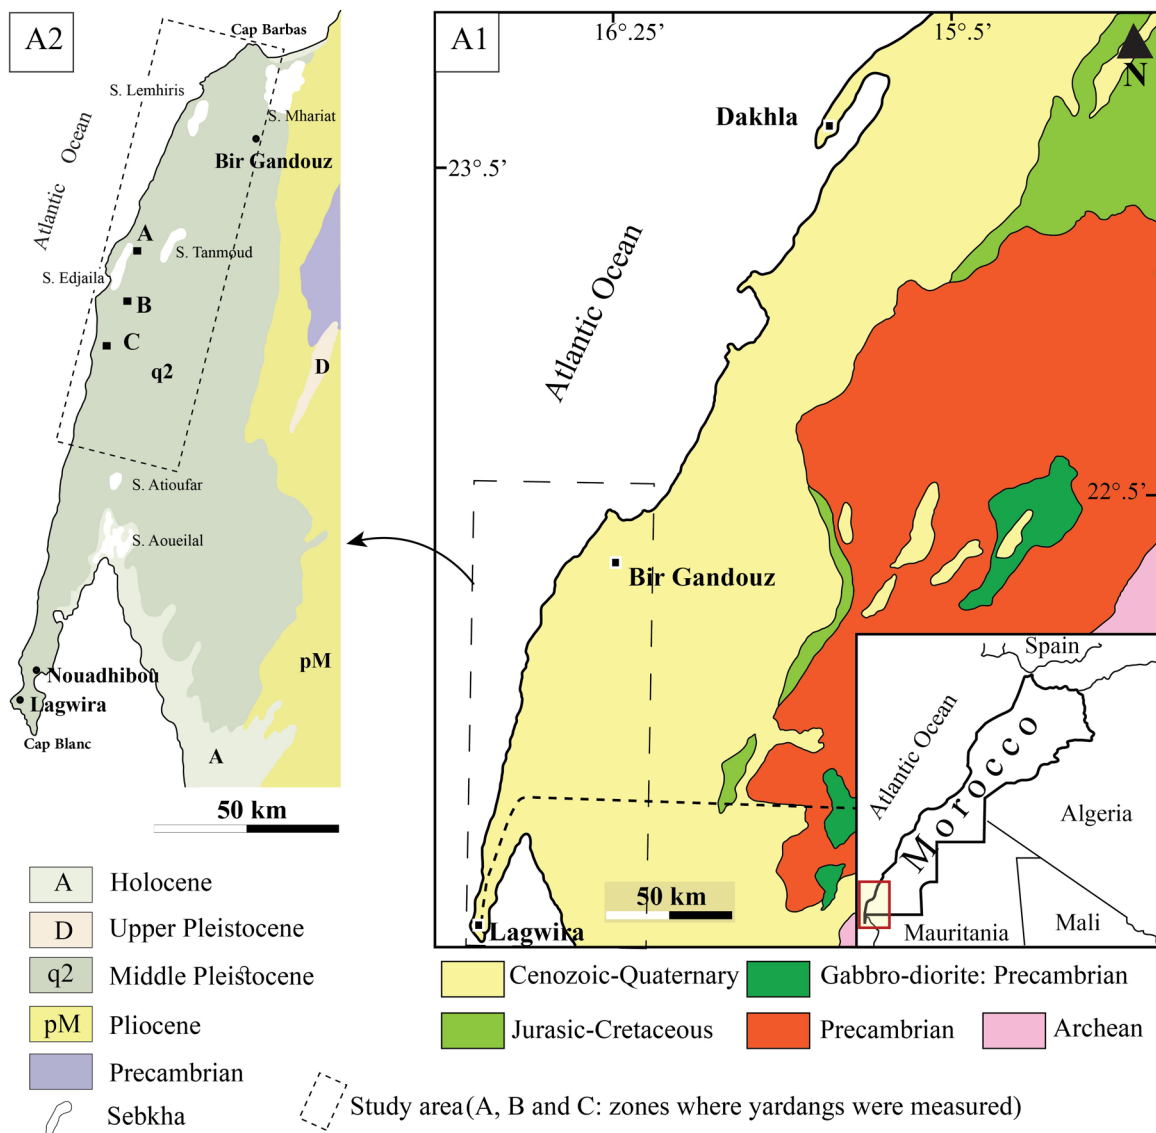 A2
Cap Barbas
S. Lemhiris
S. Mhariat
Bir Gandouz
Atlantic Ocean
A
S. Tanmoud
S. Edjaila
B
C
q2
D
S. Atioufar
S. Aoueilal
pM
Nouadhibou
Lagwira
Cap Blanc
A
50 km
A Holocene
D Upper Pleistocene
q2 Middle Pleistocene
pM Pliocene
Precambrian
Sebkha
A1
16°.25'
15°.5'
N
Dakhla
23°.5'
Atlantic Ocean
22°.5'
Bir Gandouz
Spain
Atlantic Ocean
Morocco
Algeria
Mali
Mauritania
50 km
Lagwira
Cenozoic-Quaternary
Gabbro-diorite: Precambrian
Jurasic-Cretaceous
Precambrian
Archean
Study area (A, B and C: zones where yardangs were measured)